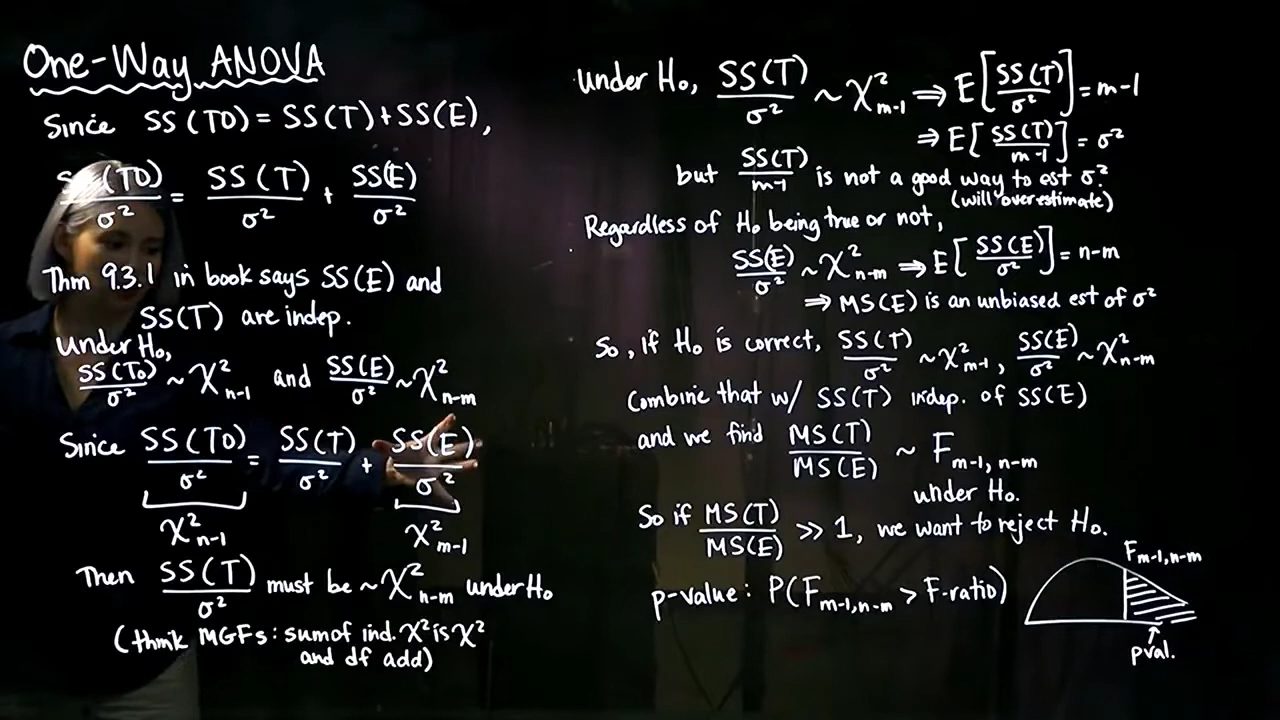 One-Way ANOVA
Since SS(TO) = SS(T) + SS(E),
SS(TO)/σ² = SS(T)/σ² + SS(E)/σ²
Thm 9.3.1 in book says SS(E) and
SS(T) are indep.
Under H₀,
SS(TO)/σ² ~ χ²ₙ₋₁ and SS(E)/σ² ~ χ²ₙ₋ₘ
Since SS(TO)/σ² = SS(T)/σ² + SS(E)/σ²
χ²ₙ₋₁ χ²ₘ₋₁
Then SS(T)/σ² must be ~ χ²ₙ₋ₘ under H₀
(think MGFs: sum of ind. χ² is χ²
and df add)
under H₀, SS(T)/σ² ~ χ²ₘ₋₁ ⇒ E[SS(T)/σ²] = m-1
⇒ E[SS(T)/m-1] = σ²
but SS(T)/m-1 is not a good way to est σ².
(will overestimate)
Regardless of H₀ being true or not,
SS(E)/σ² ~ χ²ₙ₋ₘ ⇒ E[SS(E)/σ²] = n-m
⇒ MS(E) is an unbiased est of σ²
So, if H₀ is correct, SS(T)/σ² ~ χ²ₘ₋₁, SS(E)/σ² ~ χ²ₙ₋ₘ
Combine that w/ SS(T) indep. of SS(E)
and we find MS(T)/MS(E) ~ Fₘ₋₁,ₙ₋ₘ
under H₀.
So if MS(T)/MS(E) >> 1, we want to reject H₀.
p-value: P(Fₘ₋₁,ₙ₋ₘ > F-ratio)
Fₘ₋₁,ₙ₋ₘ
pval.